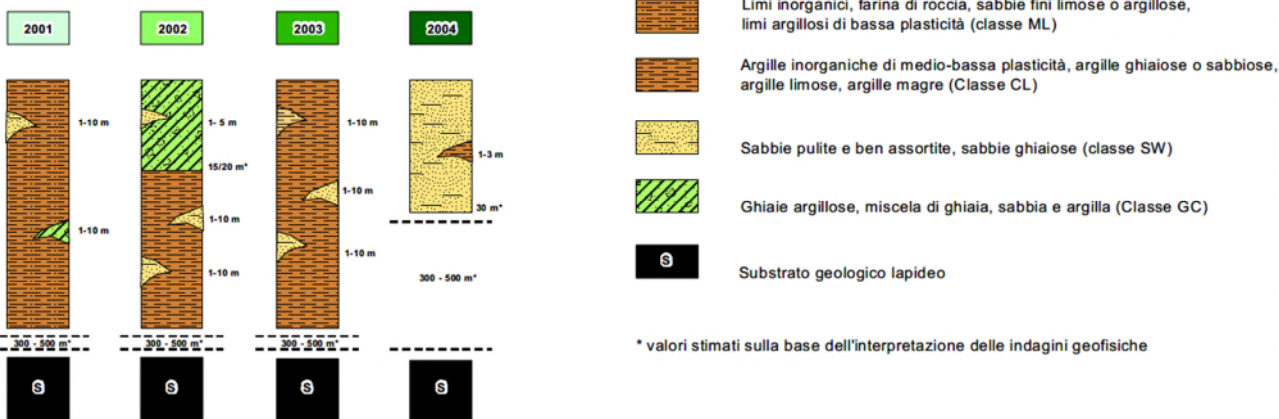 2001
2002
2003
2004
1-10 m
1-10 m
300 - 500 m*
S
1- 5 m
15/20 m*
1-10 m
1-10 m
300 - 500 m*
S
1-10 m
1-10 m
1-10 m
300 - 500 m*
S
1-3 m
30 m*
300 - 500 m*
S
Limi inorganici, farina di roccia, sabbie fini limose o argillose,
limi argillosi di bassa plasticità (classe ML)
Argille inorganiche di medio-bassa plasticità, argille ghiaiose o sabbiose,
argille limose, argille magre (Classe CL)
Sabbie pulite e ben assortite, sabbie ghiaiose (classe SW)
Ghiaie argillose, miscela di ghiaia, sabbia e argilla (Classe GC)
S
Substrato geologico lapideo
* valori stimati sulla base dell'interpretazione delle indagini geofisiche